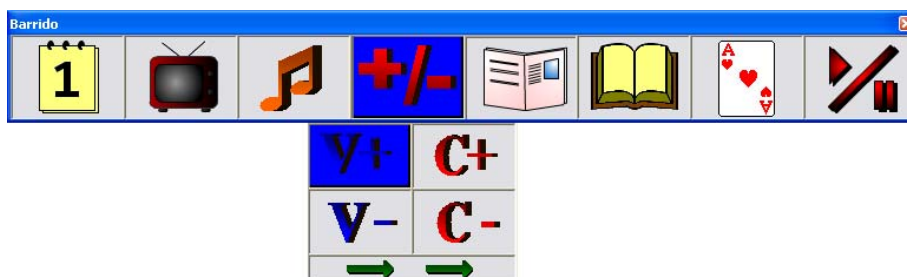 Barrido
1 +/- A A
V+ C+
V- C-